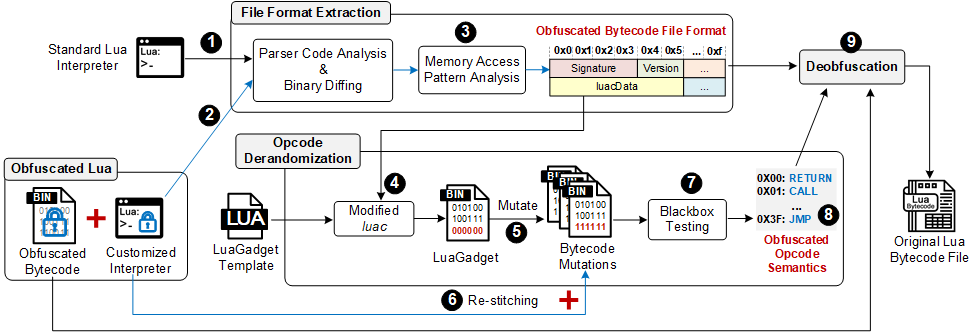 File Format Extraction
Standard Lua
Interpreter
Lua:
>-
1
Parser Code Analysis
&
Binary Diffing
2
3
Memory Access
Pattern Analysis
Obfuscated Bytecode File Format
0x0 0x1 0x2 0x3 0x4 0x5 ... 0xf
Signature Version ...
luacData ...
9
Deobfuscation
Obfuscated Lua
BIN
010100
+
Lua:
>-
Obfuscated
Bytecode
Customized
Interpreter
Opcode
Derandomization
LUA
LuaGadget
Template
4
Modified
luac
BIN
010100
100111
000000
LuaGadget
Mutate
5
BIN
010100
100111
111111
Bytecode
Mutations
7
Blackbox
Testing
0X00: RETURN
0X01: CALL
...
0X3F: JMP
8
Obfuscated
Opcode
Semantics
Lua
Bytecode
Original Lua
Bytecode File
6 Re-stitching +